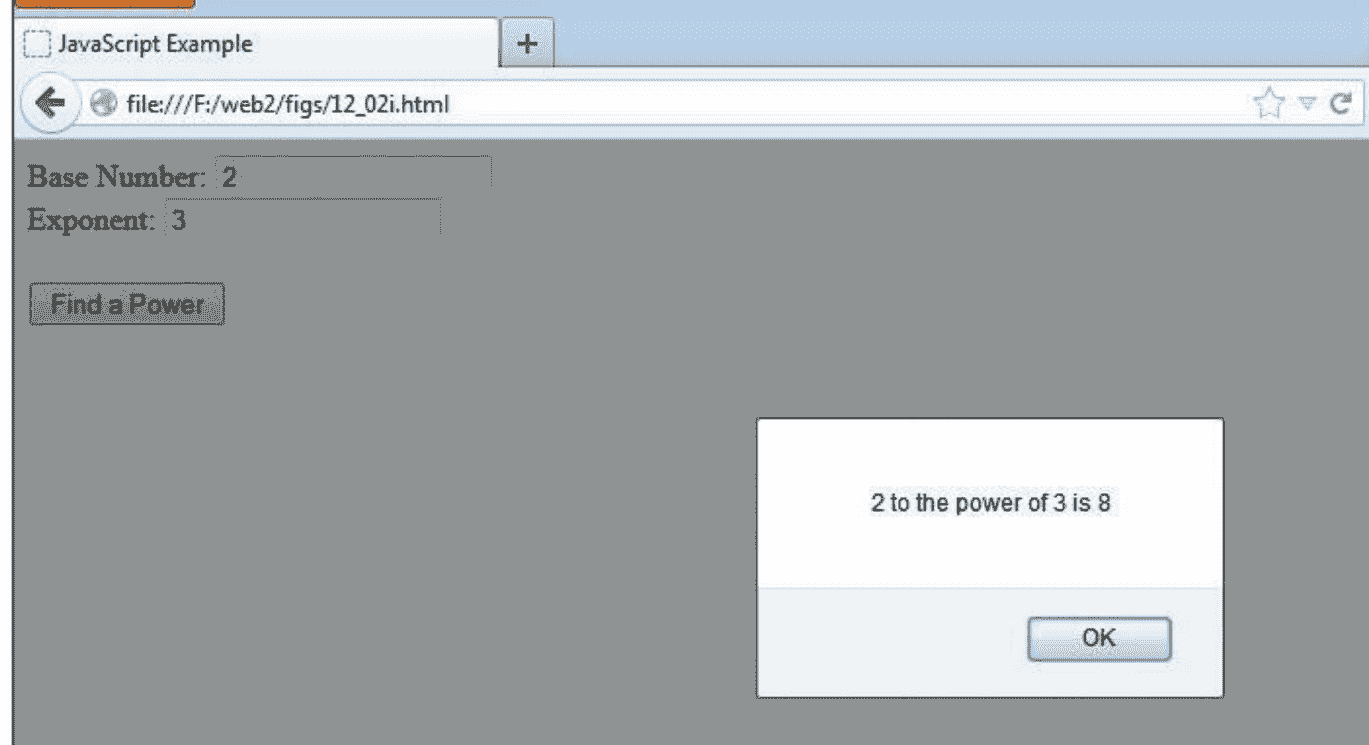 JavaScript Example
file:///F:/web2/figs/12_02i.html
Base Number: 2
Exponent: 3
Find a Power
2 to the power of 3 is 8
OK